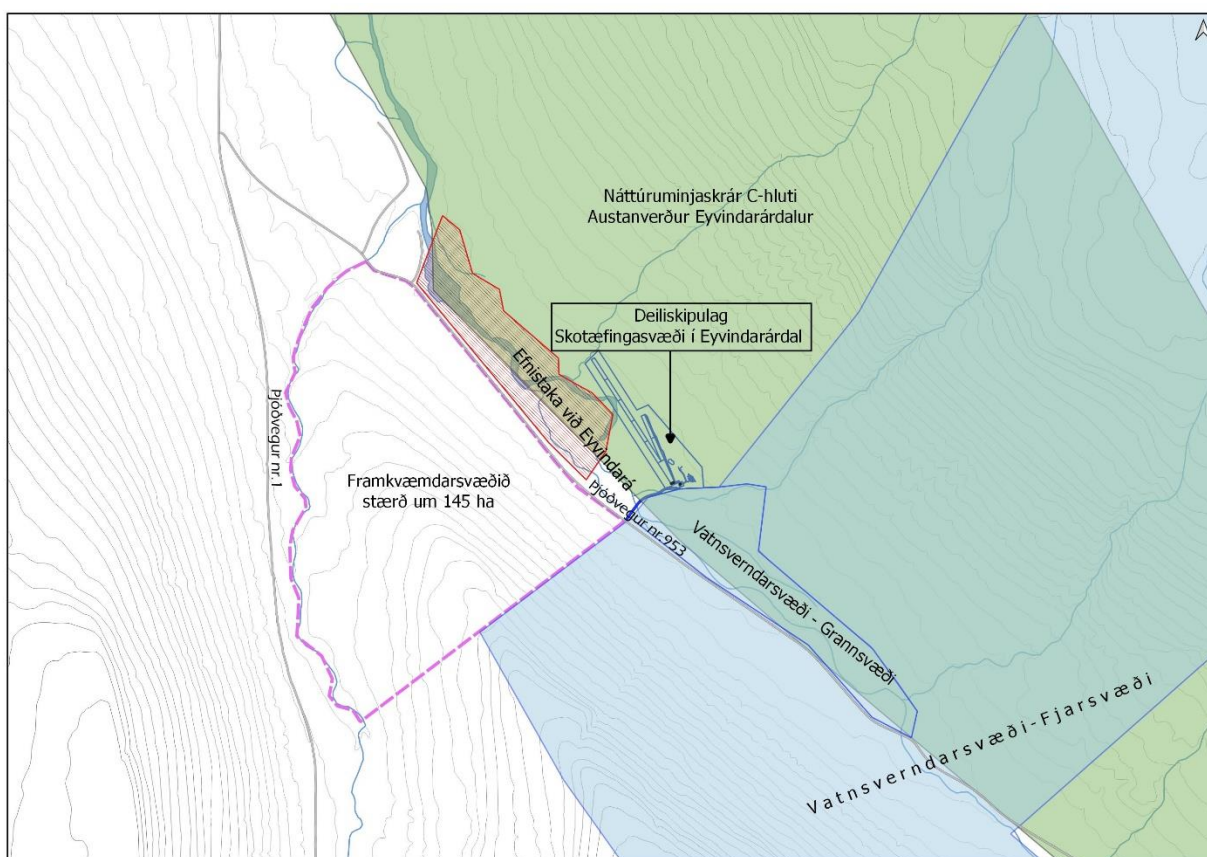 Náttúruminjaskrár C-hluti
Austanverður Eyvindarárdalur
Deiliskipulag
Skotæfingasvæði í Eyvindarárdal
Efnistaka við Eyvindará
Þjóðvegur nr.1
Framkvæmdarsvæðið
stærð um 145 ha
Þjóðvegur nr.953
Vatnsverndarsvæði - Grannsvæði
Vatnsverndarsvæði-Fjarsvæði